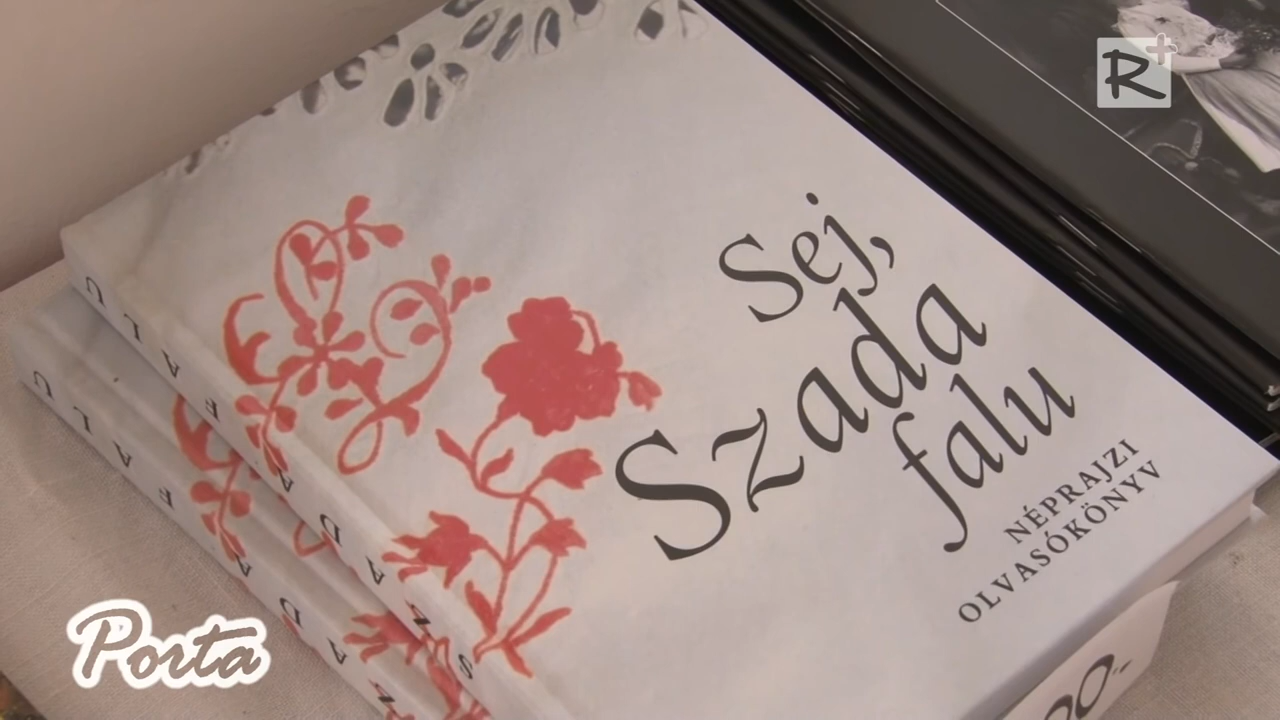 R+
Sej,
Szada
falu
NÉPRAJZI
OLVASÓKÖNYV
SZADA FALU
SZADA FALU
Porta